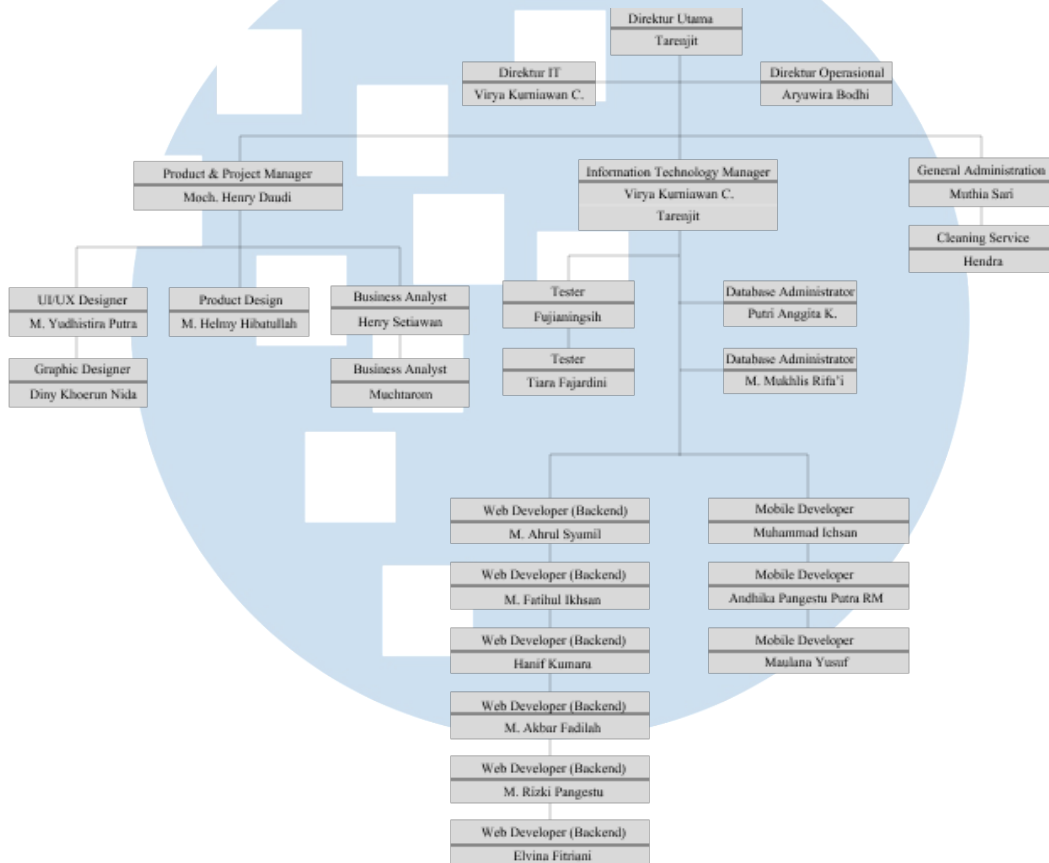 Direktur Utama
Tarenjit
Direktur IT
Virya Kurniawan C.
Direktur Operasional
Aryawira Bodhi
Product & Project Manager
Moch. Henry Daudi
Information Technology Manager
Virya Kurniawan C.
Tarenjit
General Administration
Muthia Sari
Cleaning Service
Hendra
UI/UX Designer
M. Yudhistira Putra
Graphic Designer
Diny Khoerun Nida
Product Design
M. Helmy Hibatullah
Business Analyst
Herry Setiawan
Business Analyst
Muchtarom
Tester
Fujianingsih
Tester
Tiara Fajardini
Database Administrator
Putri Anggita K.
Database Administrator
M. Mukhlis Rifa'i
Web Developer (Backend)
M. Ahrul Syamil
Web Developer (Backend)
M. Fatihul Ikhsan
Web Developer (Backend)
Hanif Kumara
Web Developer (Backend)
M. Akbar Fadilah
Web Developer (Backend)
M. Rizki Pangestu
Web Developer (Backend)
Elvina Fitriani
Mobile Developer
Muhammad Ichsan
Mobile Developer
Andhika Pangestu Putra RM
Mobile Developer
Maulana Yusuf